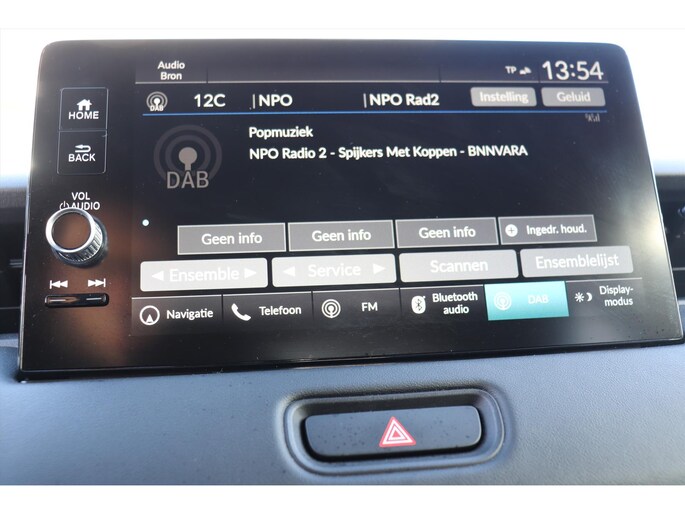 Audio
Bron
TP
13:54
DAB
12C
NPO
NPO Rad2
Instelling
Geluid
HOME
BACK
VOL
AUDIO
DAB
Popmuziek
NPO Radio 2 - Spijkers Met Koppen - BNNVARA
Geen info
Geen info
Geen info
Ingedr. houd.
Ensemble
Service
Scannen
Ensemblelijst
Navigatie
Telefoon
FM
Bluetooth
audio
DAB
Display-
modus